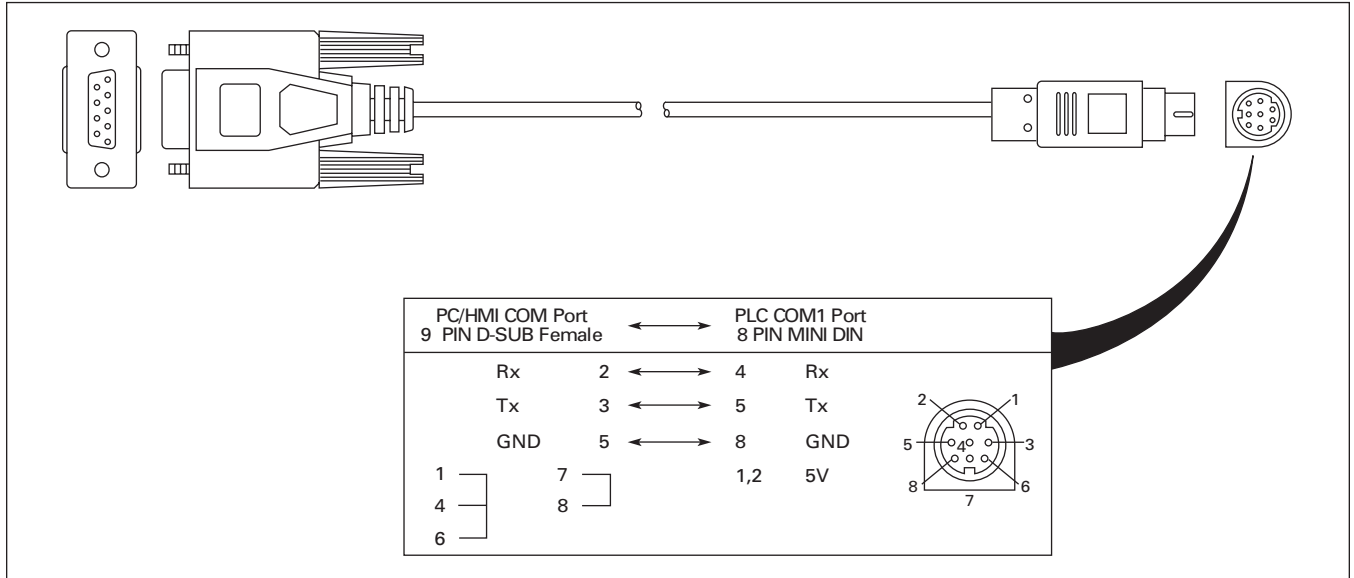 PC/HMI COM Port PLC COM1 Port
9 PIN D-SUB Female 8 PIN MINI DIN
Rx 2 4 Rx
Tx 3 5 Tx
GND 5 8 GND
1 7 1,2 5V
4 8
6
2 1
5 4 3
8 6
7